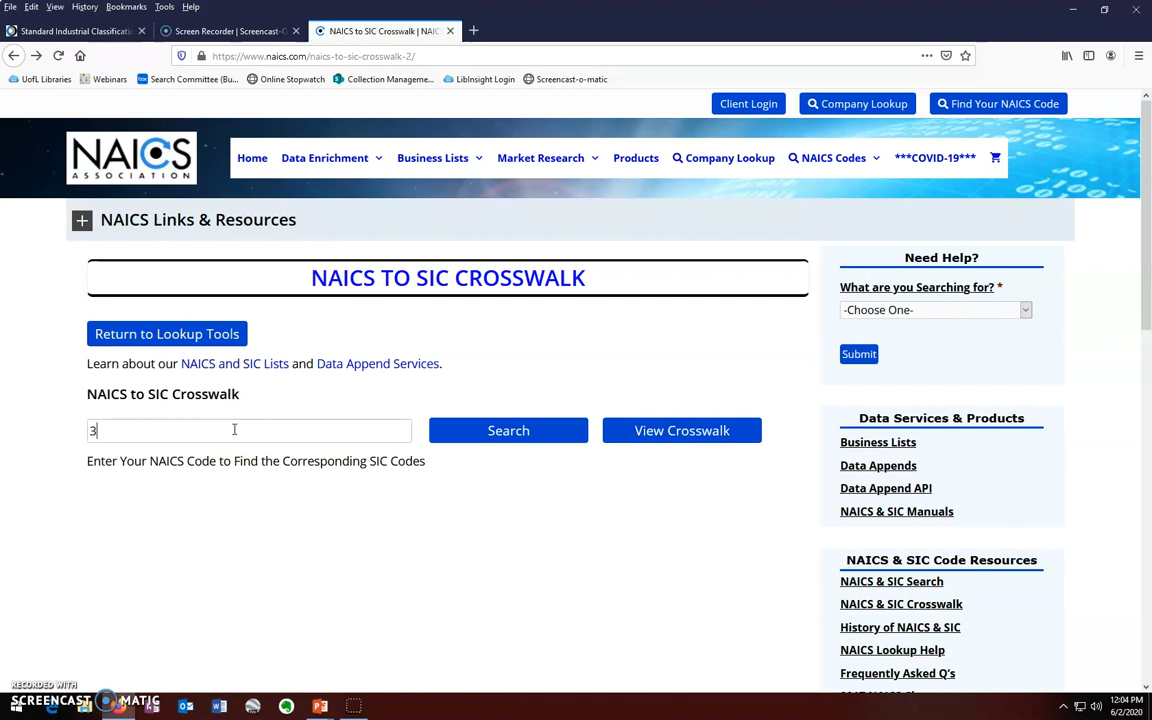 File Edit View History Bookmarks Tools Help
Standard Industrial Classificati Screen Recorder | Screencast-O NAICS to SIC Crosswalk | NAIC
https://www.naics.com/naics-to-sic-crosswalk-2/
UofL Libraries Webinars Search Committee (Bu... Online Stopwatch Collection Manageme... LibInsight Login Screencast-o-matic
Client Login Company Lookup Find Your NAICS Code
NAICS
ASSOCIATION
Home Data Enrichment Business Lists Market Research Products Company Lookup NAICS Codes ***COVID-19***
NAICS Links & Resources
NAICS TO SIC CROSSWALK
Return to Lookup Tools
Learn about our NAICS and SIC Lists and Data Append Services.
NAICS to SIC Crosswalk
3
Search
View Crosswalk
Enter Your NAICS Code to Find the Corresponding SIC Codes
Need Help?
What are you Searching for? *
-Choose One-
Submit
Data Services & Products
Business Lists
Data Appends
Data Append API
NAICS & SIC Manuals
NAICS & SIC Code Resources
NAICS & SIC Search
NAICS & SIC Crosswalk
History of NAICS & SIC
NAICS Lookup Help
Frequently Asked Q's
RECORDED WITH
SCREENCAST MATIC
12:04 PM
6/2/2020